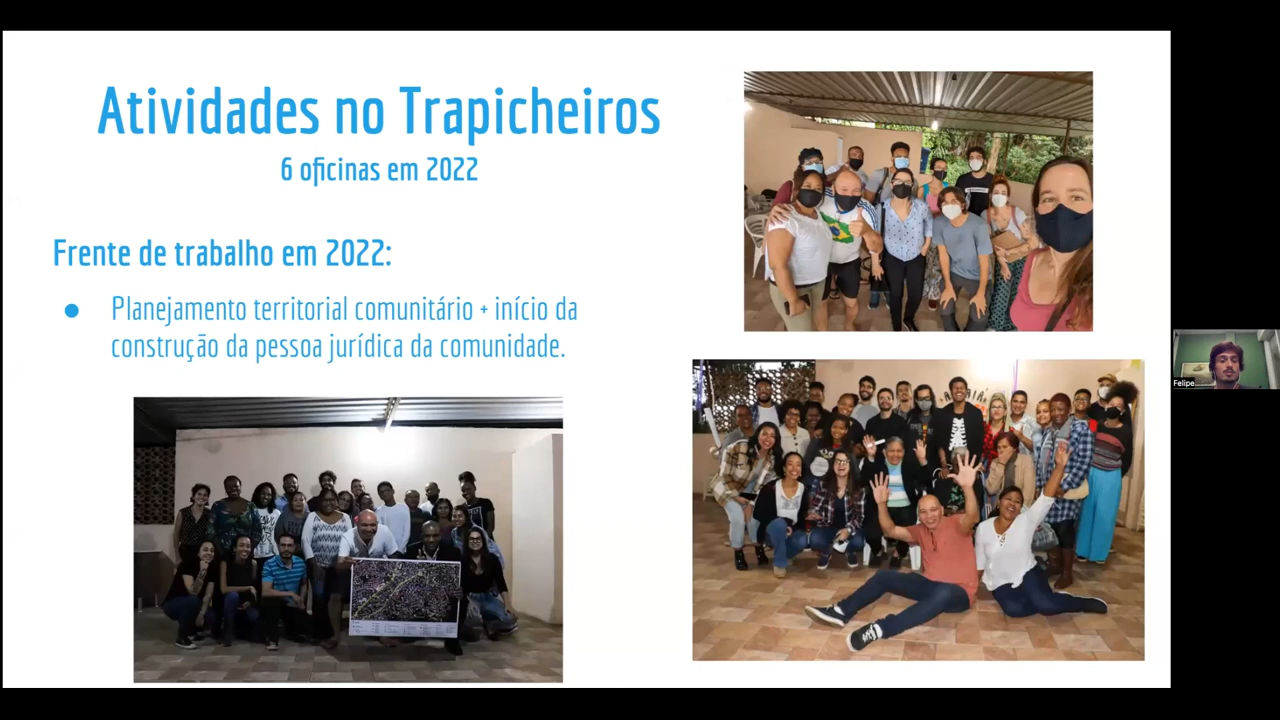 Atividades no Trapicheiros
6 oficinas em 2022
Frente de trabalho em 2022:
● Planejamento territorial comunitário + início da
construção da pessoa jurídica da comunidade.
Felipe...